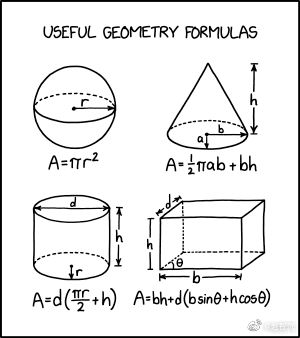 USEFUL GEOMETRY FORMULAS
r
A=πr²
b
a
h
A=½πab+bh
d
h
r
A=d(πr/2+h)
d
h
θ
b
A=bh+d(bsinθ+hcosθ)